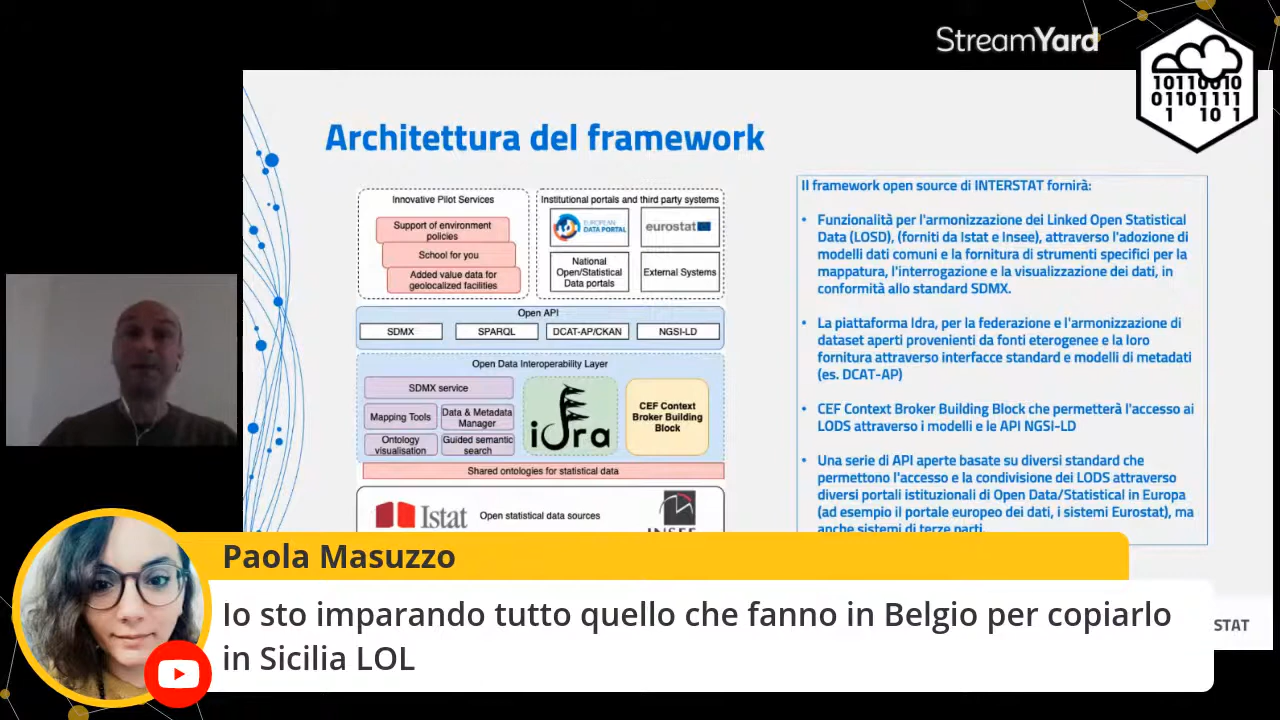 StreamYard
10110010
01101111
1 10 1
Architettura del framework
Innovative Pilot Services
Support of environment
policies
School for you
Added value data for
geolocalized facilities
Institutional portals and third party systems
EUROPEAN
DATA PORTAL
eurostat
National
Open/Statistical
Data portals
External Systems
Open API
SDMX
SPARQL
DCAT-AP/CKAN
NGSI-LD
Open Data Interoperability Layer
SDMX service
Mapping Tools
Data & Metadata
Manager
Ontology
visualisation
Guided semantic
search
idra
CEF Context
Broker Building
Block
Shared ontologies for statistical data
Istat
Open statistical data sources
INSEE
Il framework open source di INTERSTAT fornirà:
• Funzionalità per l'armonizzazione dei Linked Open Statistical
Data (LOSD), (forniti da Istat e Insee), attraverso l'adozione di
modelli dati comuni e la fornitura di strumenti specifici per la
mappatura, l'interrogazione e la visualizzazione dei dati, in
conformità allo standard SDMX.
• La piattaforma Idra, per la federazione e l'armonizzazione di
dataset aperti provenienti da fonti eterogenee e la loro
fornitura attraverso interfacce standard e modelli di metadati
(es. DCAT-AP)
• CEF Context Broker Building Block che permetterà l'accesso ai
LODS attraverso i modelli e le API NGSI-LD
• Una serie di API aperte basate su diversi standard che
permettono l'accesso e la condivisione dei LODS attraverso
diversi portali istituzionali di Open Data/Statistical in Europa
(ad esempio il portale europeo dei dati, i sistemi Eurostat), ma
anche sistemi di terze parti.
STAT
Paola Masuzzo
Io sto imparando tutto quello che fanno in Belgio per copiarlo
in Sicilia LOL